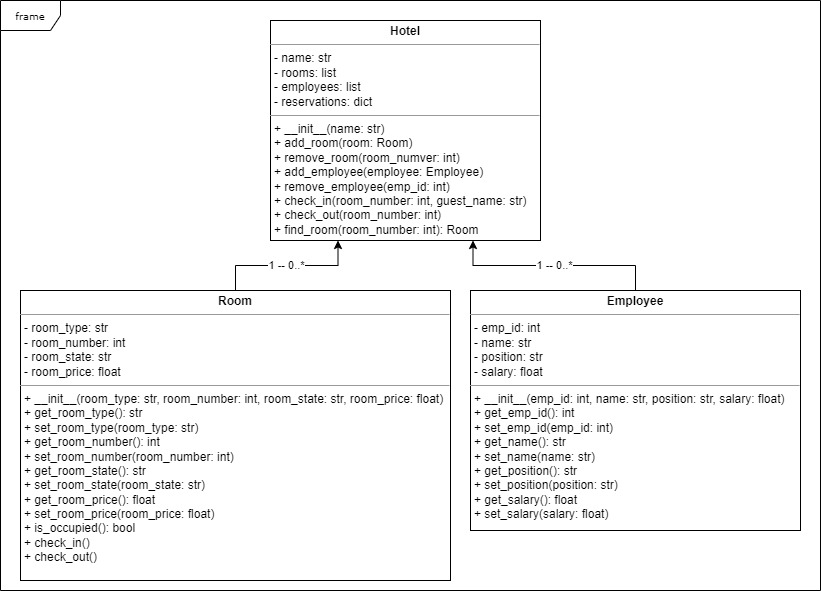 frame
Hotel
- name: str
- rooms: list
- employees: list
- reservations: dict
+ __init__(name: str)
+ add_room(room: Room)
+ remove_room(room_numver: int)
+ add_employee(employee: Employee)
+ remove_employee(emp_id: int)
+ check_in(room_number: int, guest_name: str)
+ check_out(room_number: int)
+ find_room(room_number: int): Room
1 -- 0..*
1 -- 0..*
Room
- room_type: str
- room_number: int
- room_state: str
- room_price: float
+ __init__(room_type: str, room_number: int, room_state: str, room_price: float)
+ get_room_type(): str
+ set_room_type(room_type: str)
+ get_room_number(): int
+ set_room_number(room_number: int)
+ get_room_state(): str
+ set_room_state(room_state: str)
+ get_room_price(): float
+ set_room_price(room_price: float)
+ is_occupied(): bool
+ check_in()
+ check_out()
Employee
- emp_id: int
- name: str
- position: str
- salary: float
+ __init__(emp_id: int, name: str, position: str, salary: float)
+ get_emp_id(): int
+ set_emp_id(emp_id: int)
+ get_name(): str
+ set_name(name: str)
+ get_position(): str
+ set_position(position: str)
+ get_salary(): float
+ set_salary(salary: float)